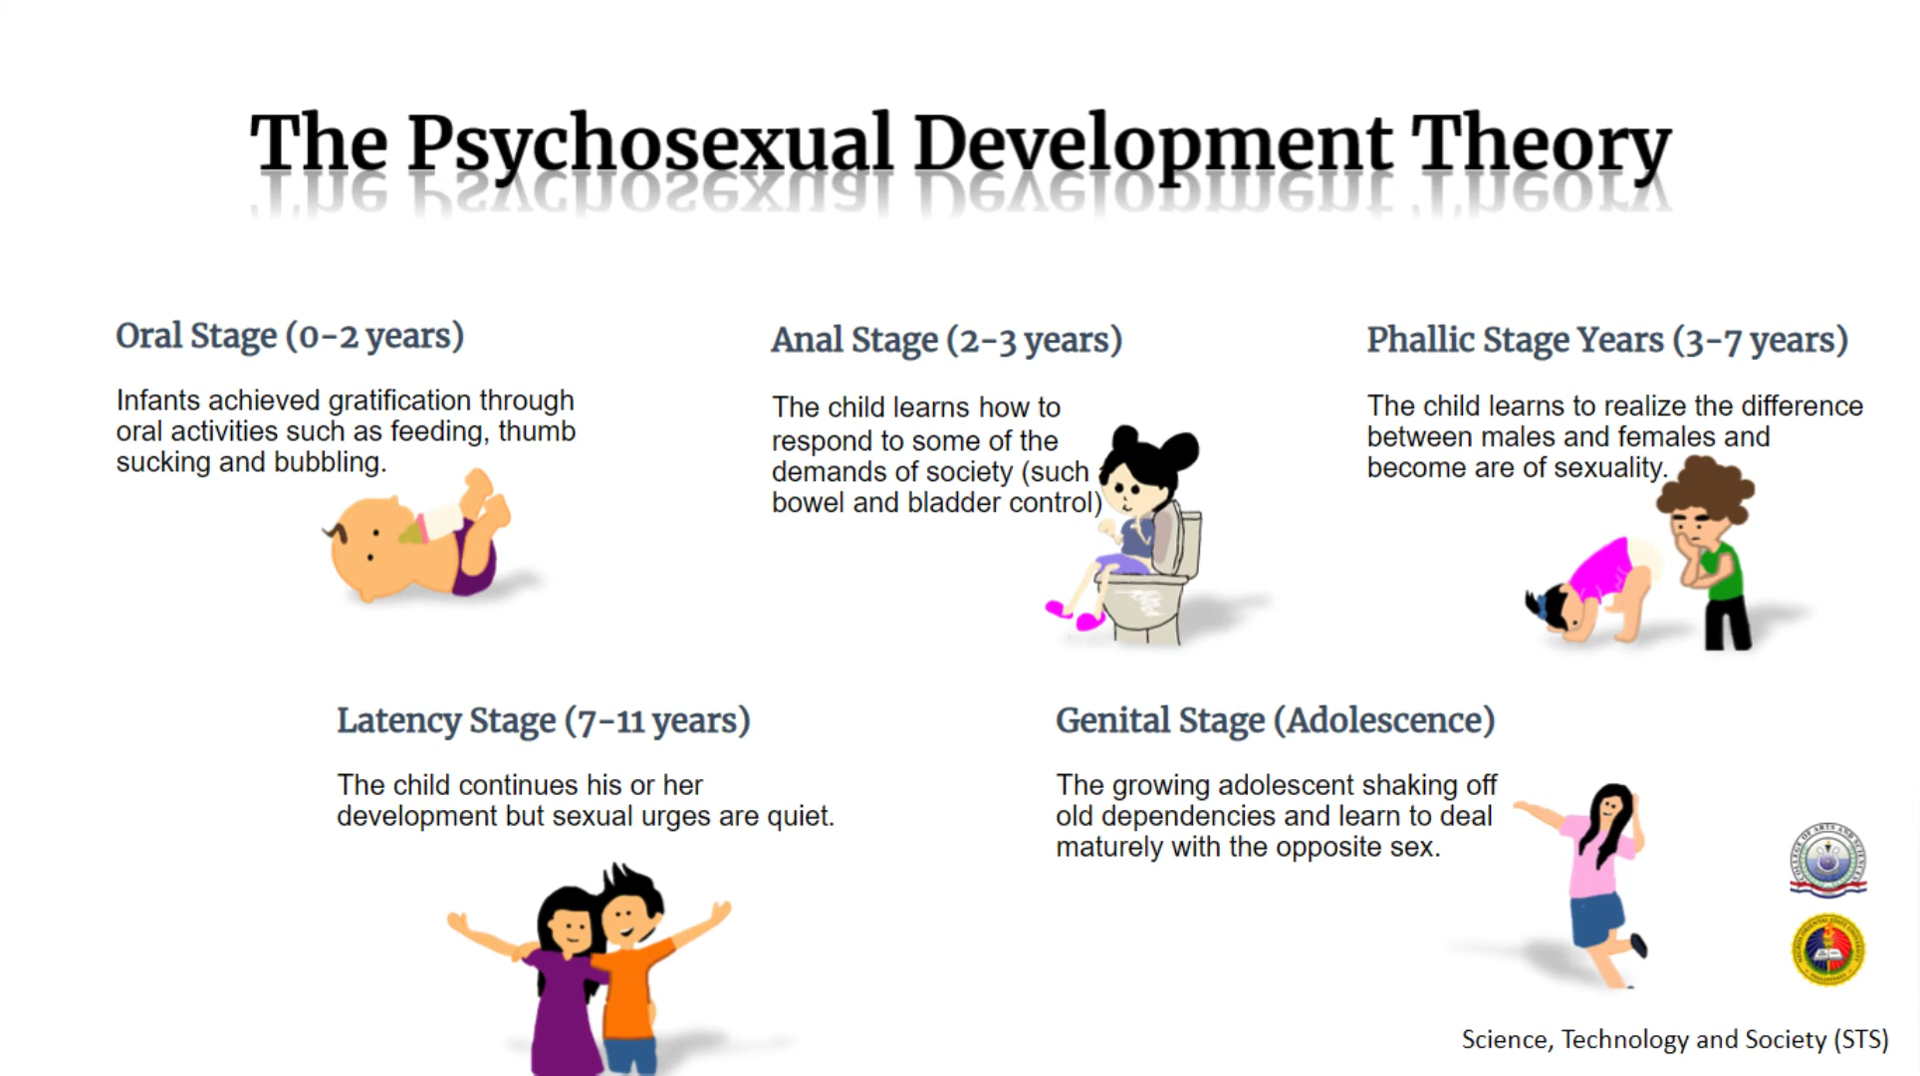 The Psychosexual Development Theory
Oral Stage (0-2 years)
Infants achieved gratification through
oral activities such as feeding, thumb
sucking and bubbling.
Anal Stage (2-3 years)
The child learns how to
respond to some of the
demands of society (such
bowel and bladder control)
Phallic Stage Years (3-7 years)
The child learns to realize the difference
between males and females and
become are of sexuality.
Latency Stage (7-11 years)
The child continues his or her
development but sexual urges are quiet.
Genital Stage (Adolescence)
The growing adolescent shaking off
old dependencies and learn to deal
maturely with the opposite sex.
COLLEGE OF ARTS AND SCIENCES
Science, Technology and Society (STS)